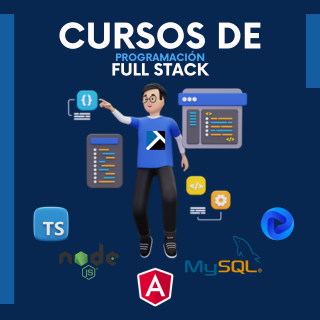 CURSOS DE
PROGRAMACIÓN
FULL STACK
{}
</>
TS
node
JS
MySQL®
A